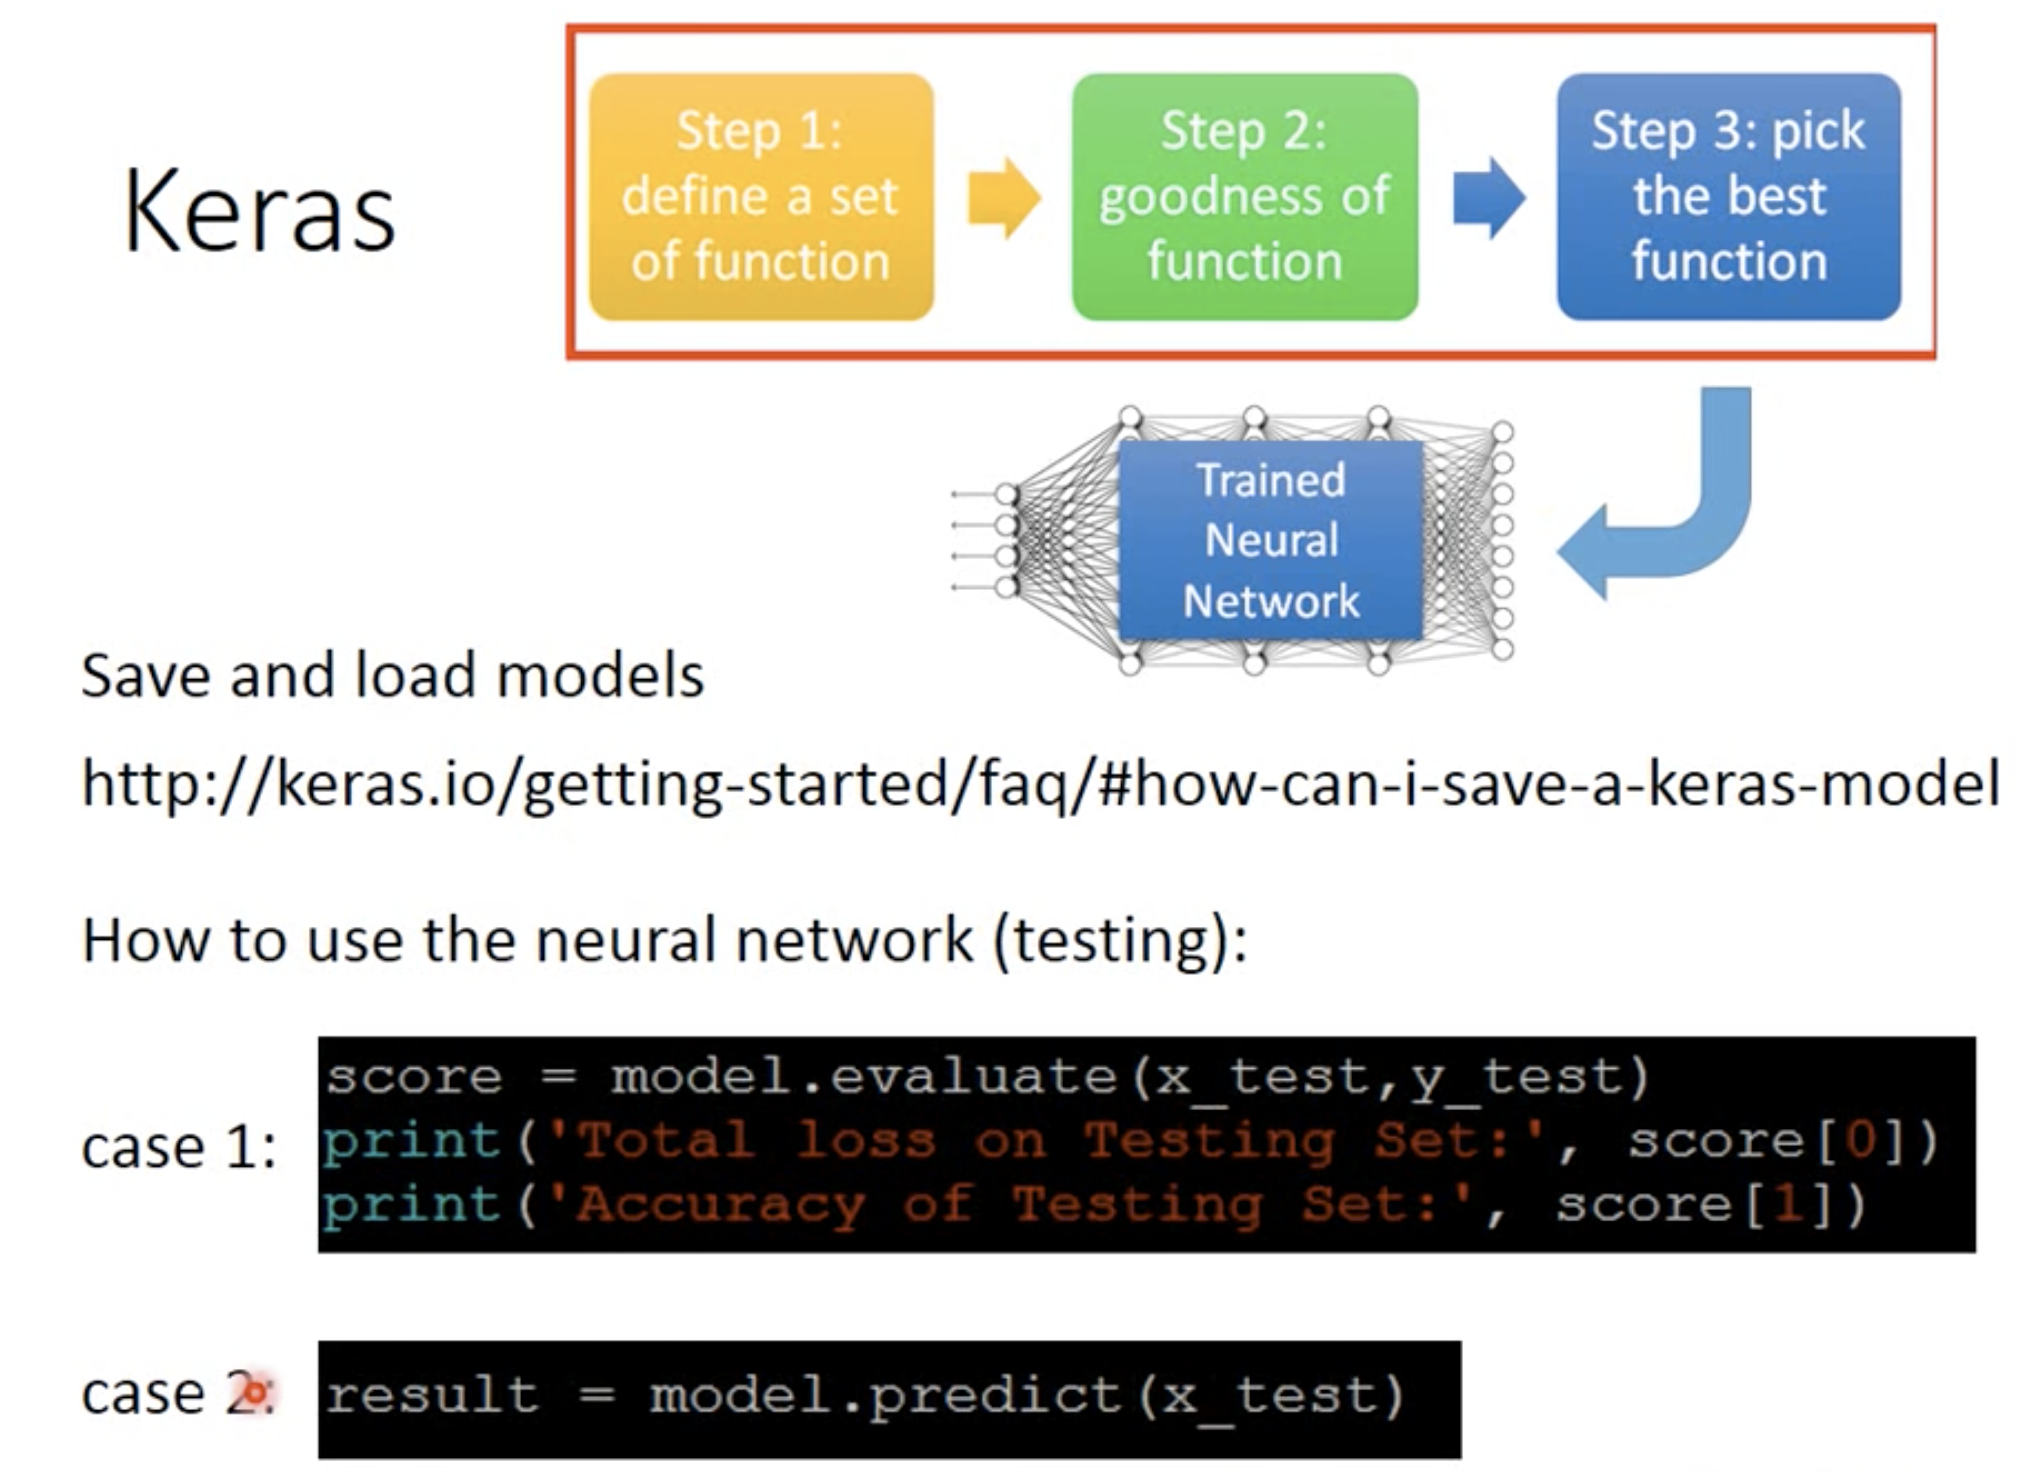 Keras
Step 1:
define a set
of function
Step 2:
goodness of
function
Step 3: pick
the best
function
Trained
Neural
Network
Save and load models
http://keras.io/getting-started/faq/#how-can-i-save-a-keras-model
How to use the neural network (testing):
case 1:
score = model.evaluate(x_test,y_test)
print('Total loss on Testing Set:', score[0])
print('Accuracy of Testing Set:', score[1])
case 2:
result = model.predict(x_test)